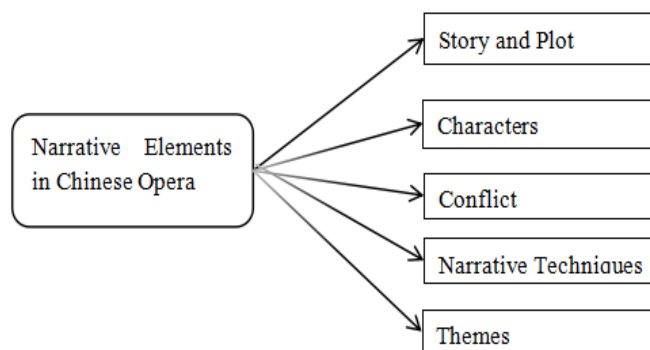 Story and Plot
Characters
Narrative Elements
in Chinese Opera
Conflict
Narrative Techniques
Themes